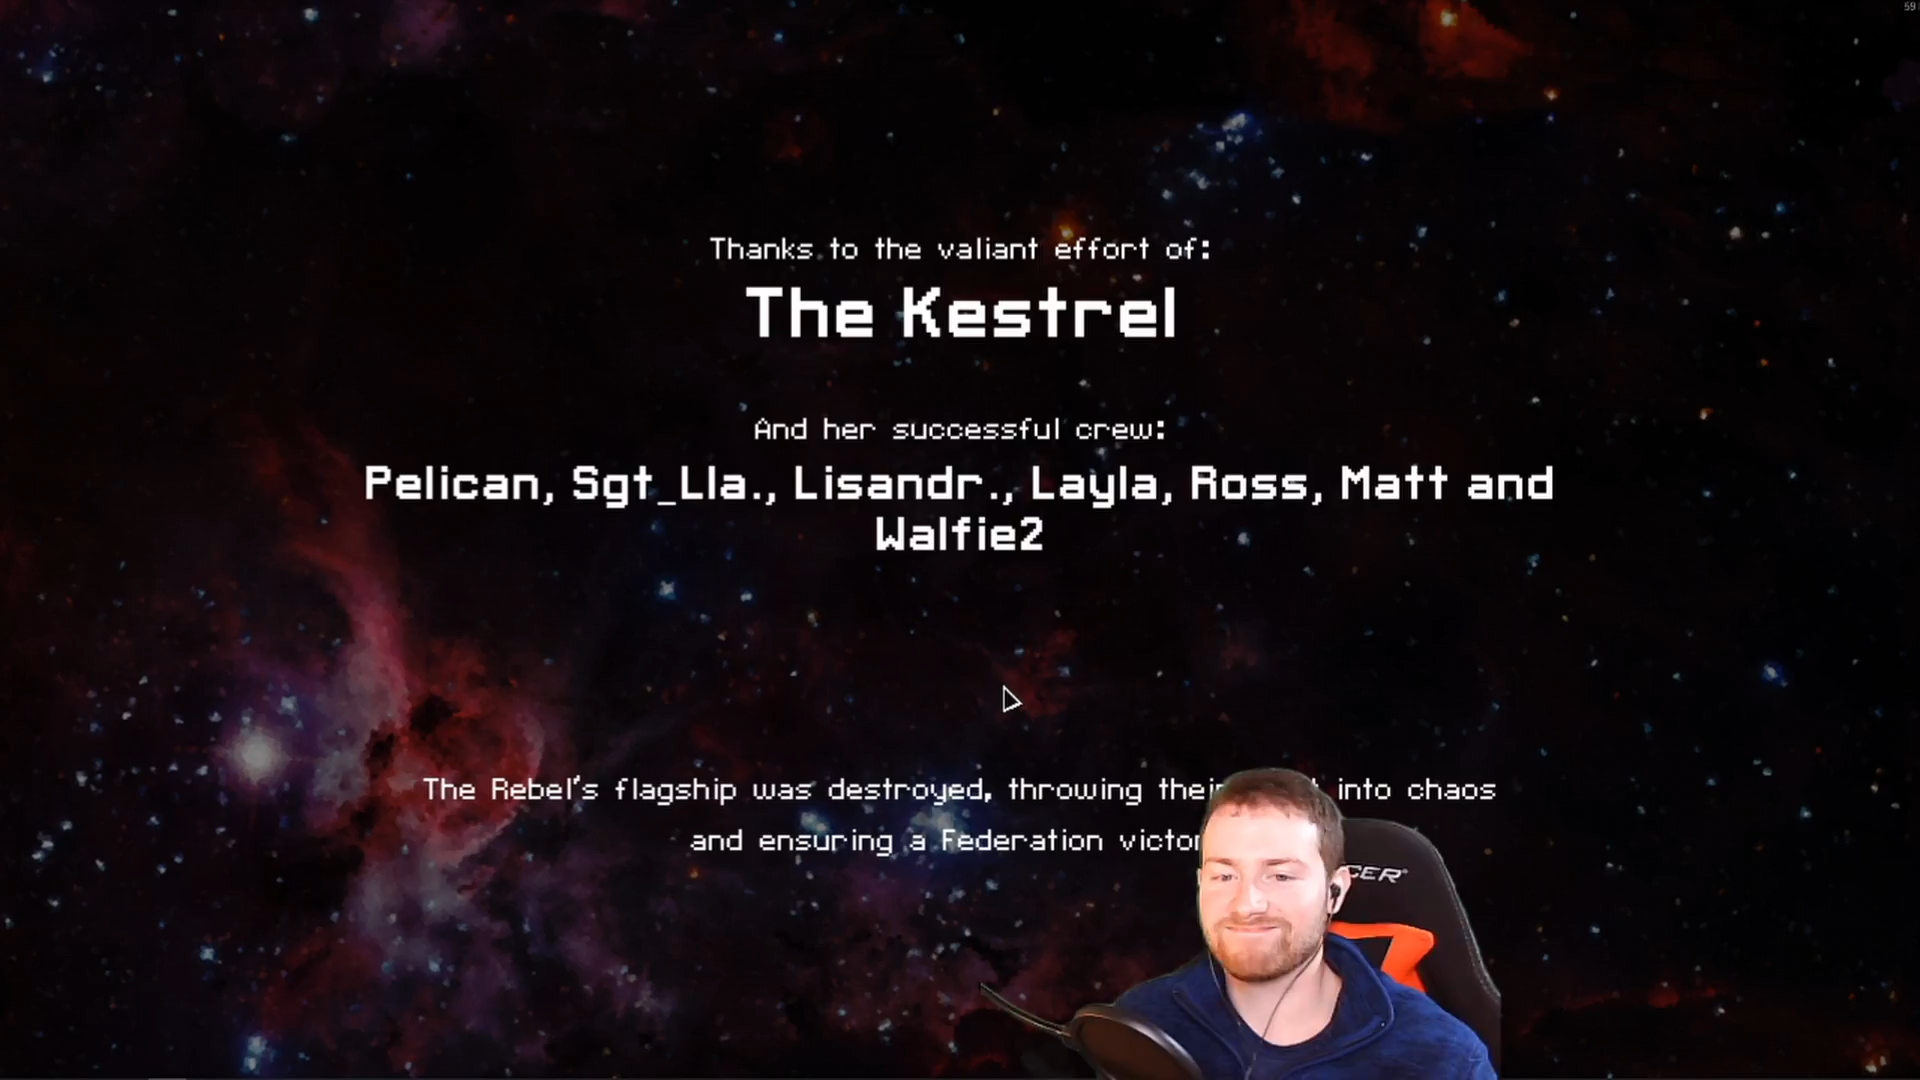 59
Thanks to the valiant effort of:
The Kestrel
And her successful crew:
Pelican, Sgt_Lla., Lisandr., Layla, Ross, Matt and
Walfie2
The Rebel's flagship was destroyed, throwing into chaos
and ensuring a Federation